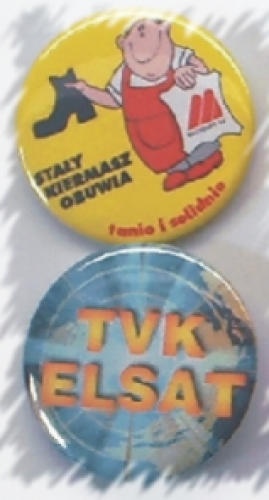 STAŁY
KIERMASZ
OBUWIA
tanio i solidnie
TVK
ELSAT